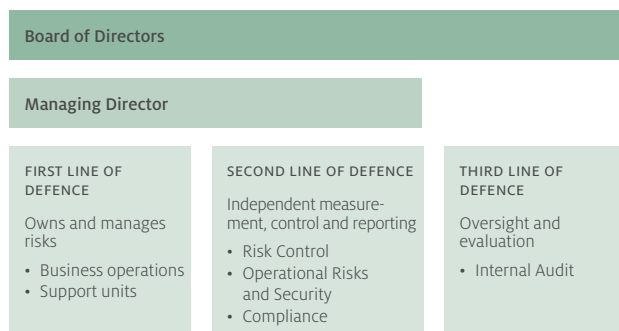 Board of Directors
Managing Director
FIRST LINE OF
DEFENCE
Owns and manages
risks
• Business operations
• Support units
SECOND LINE OF DEFENCE
Independent measure-
ment, control and reporting
• Risk Control
• Operational Risks
and Security
• Compliance
THIRD LINE OF
DEFENCE
Oversight and
evaluation
• Internal Audit